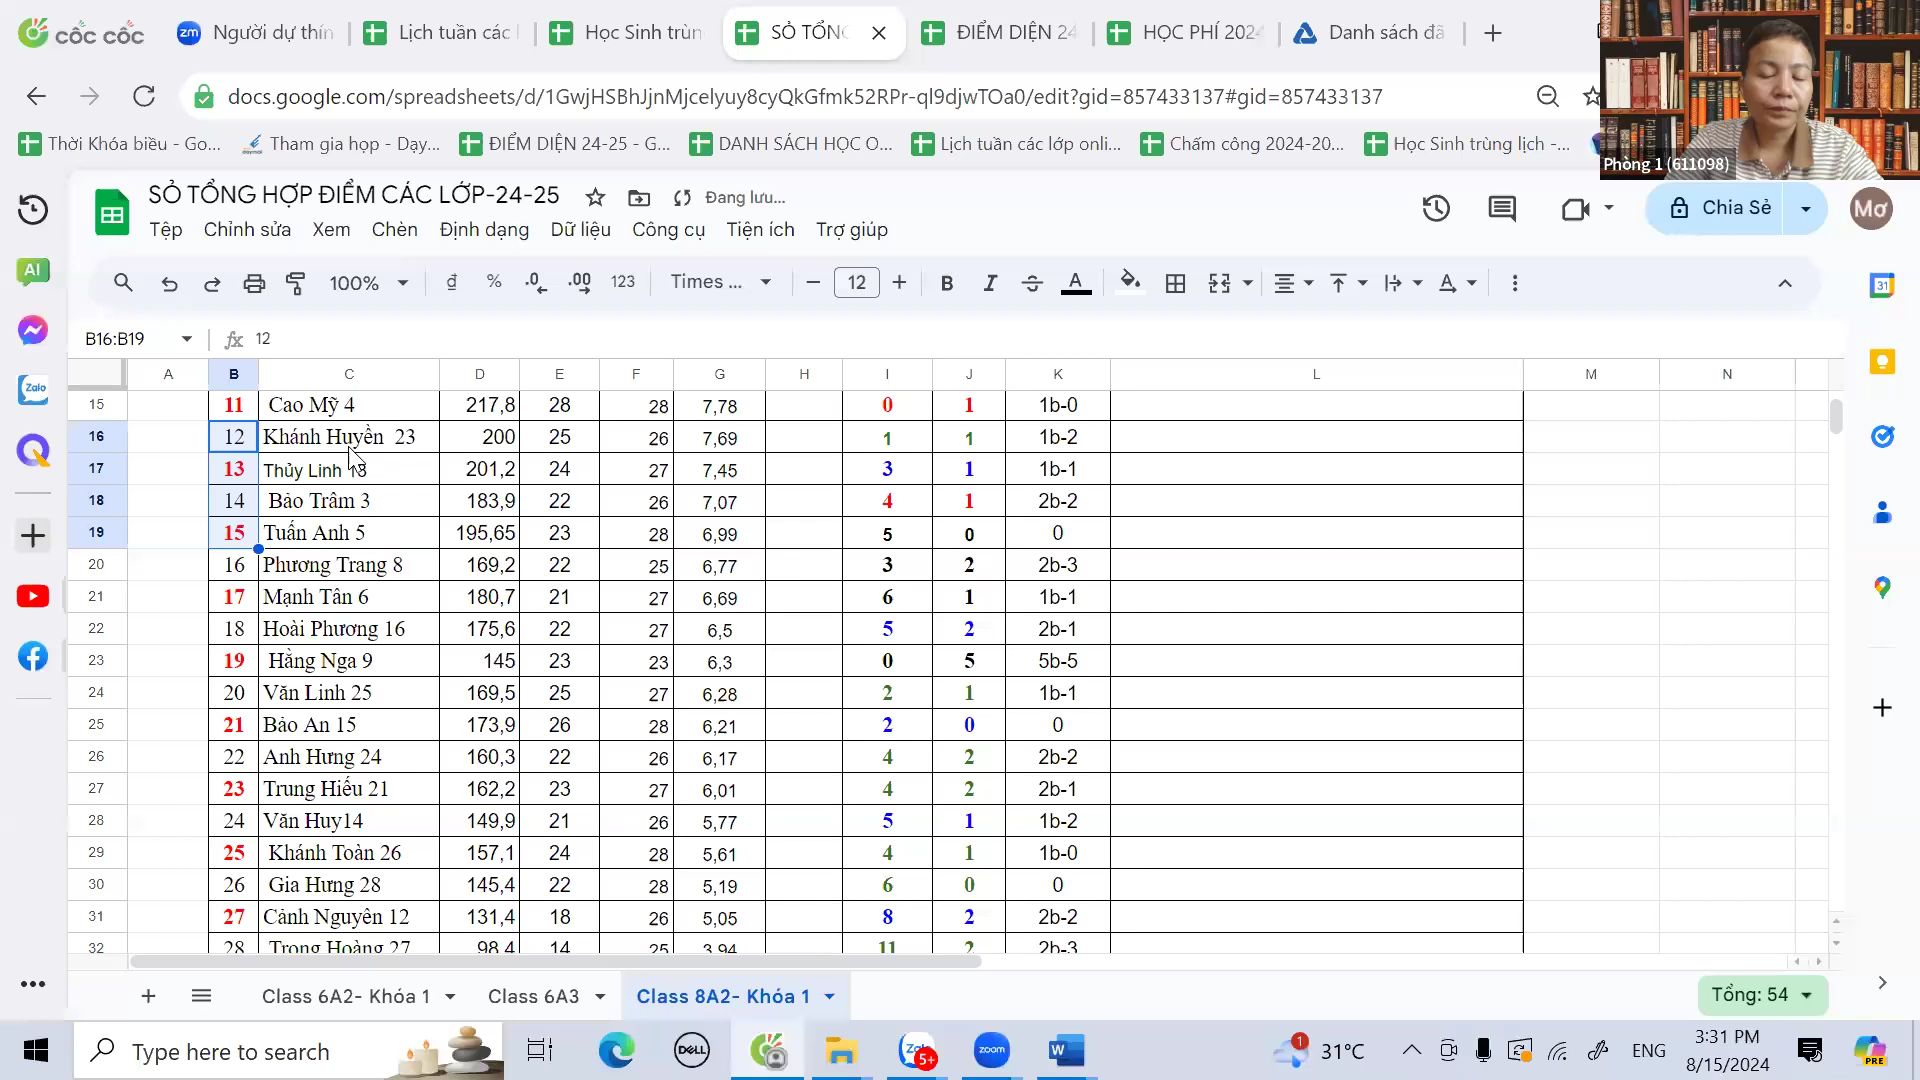 cốc cốc
Người dự thín
Lịch tuần các l
Học Sinh trùn
SỔ TỔNG
ĐIỂM DIỆN 24
HỌC PHÍ 2024
Danh sách đă
docs.google.com/spreadsheets/d/1GwjHSBhJjnMjcelyuy8cyQkGfmk52RPr-ql9djwTOa0/edit?gid=857433137#gid=857433137
Thời Khóa biều - Go...
Tham gia họp - Dạy...
ĐIỂM DIỆN 24-25 - G...
DANH SÁCH HỌC O...
Lịch tuần các lớp onli...
Chấm công 2024-20...
Học Sinh trùng lịch -...
Phòng 1 (611098)
SỔ TỔNG HỢP ĐIỂM CÁC LỚP-24-25
Đang lưu...
Tệp Chỉnh sửa Xem Chèn Định dạng Dữ liệu Công cụ Tiện ích Trợ giúp
Chia Sẻ
Mơ
100% đ % .0 .00 123 Times ... 12 B I A
B16:B19 12
A B C D E F G H I J K L M N
15 11 Cao Mỹ 4 217,8 28 28 7,78 0 1 1b-0
16 12 Khánh Huyền 23 200 25 26 7,69 1 1 1b-2
17 13 Thủy Linh 18 201,2 24 27 7,45 3 1 1b-1
18 14 Bảo Trâm 3 183,9 22 26 7,07 4 1 2b-2
19 15 Tuấn Anh 5 195,65 23 28 6,99 5 0 0
20 16 Phương Trang 8 169,2 22 25 6,77 3 2 2b-3
21 17 Mạnh Tân 6 180,7 21 27 6,69 6 1 1b-1
22 18 Hoài Phương 16 175,6 22 27 6,5 5 2 2b-1
23 19 Hằng Nga 9 145 23 23 6,3 0 5 5b-5
24 20 Văn Linh 25 169,5 25 27 6,28 2 1 1b-1
25 21 Bảo An 15 173,9 26 28 6,21 2 0 0
26 22 Anh Hưng 24 160,3 22 26 6,17 4 2 2b-2
27 23 Trung Hiếu 21 162,2 23 27 6,01 4 2 2b-1
28 24 Văn Huy14 149,9 21 26 5,77 5 1 1b-2
29 25 Khánh Toàn 26 157,1 24 28 5,61 4 1 1b-0
30 26 Gia Hưng 28 145,4 22 28 5,19 6 0 0
31 27 Cảnh Nguyên 12 131,4 18 26 5,05 8 2 2b-2
32 28 Trọng Hoàng 27 98,4 14 25 3,94 11 2 2b-3
Class 6A2- Khóa 1
Class 6A3
Class 8A2- Khóa 1
Tổng: 54
Type here to search
31°C
ENG
3:31 PM
8/15/2024